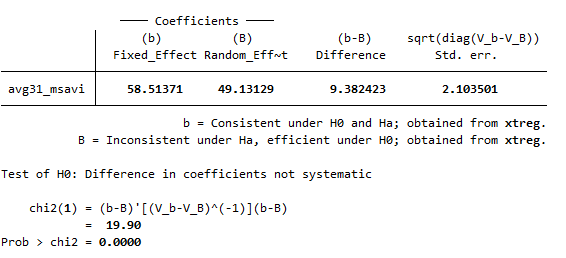 Coefficients
(b) (B) (b-B) sqrt(diag(V_b-V_B))
Fixed_Effect Random_Eff~t Difference Std. err.
avg31_msavi 58.51371 49.13129 9.382423 2.103501
b = Consistent under H0 and Ha; obtained from xtreg.
B = Inconsistent under Ha, efficient under H0; obtained from xtreg.
Test of H0: Difference in coefficients not systematic
chi2(1) = (b-B)'[(V_b-V_B)^(-1)](b-B)
= 19.90
Prob > chi2 = 0.0000